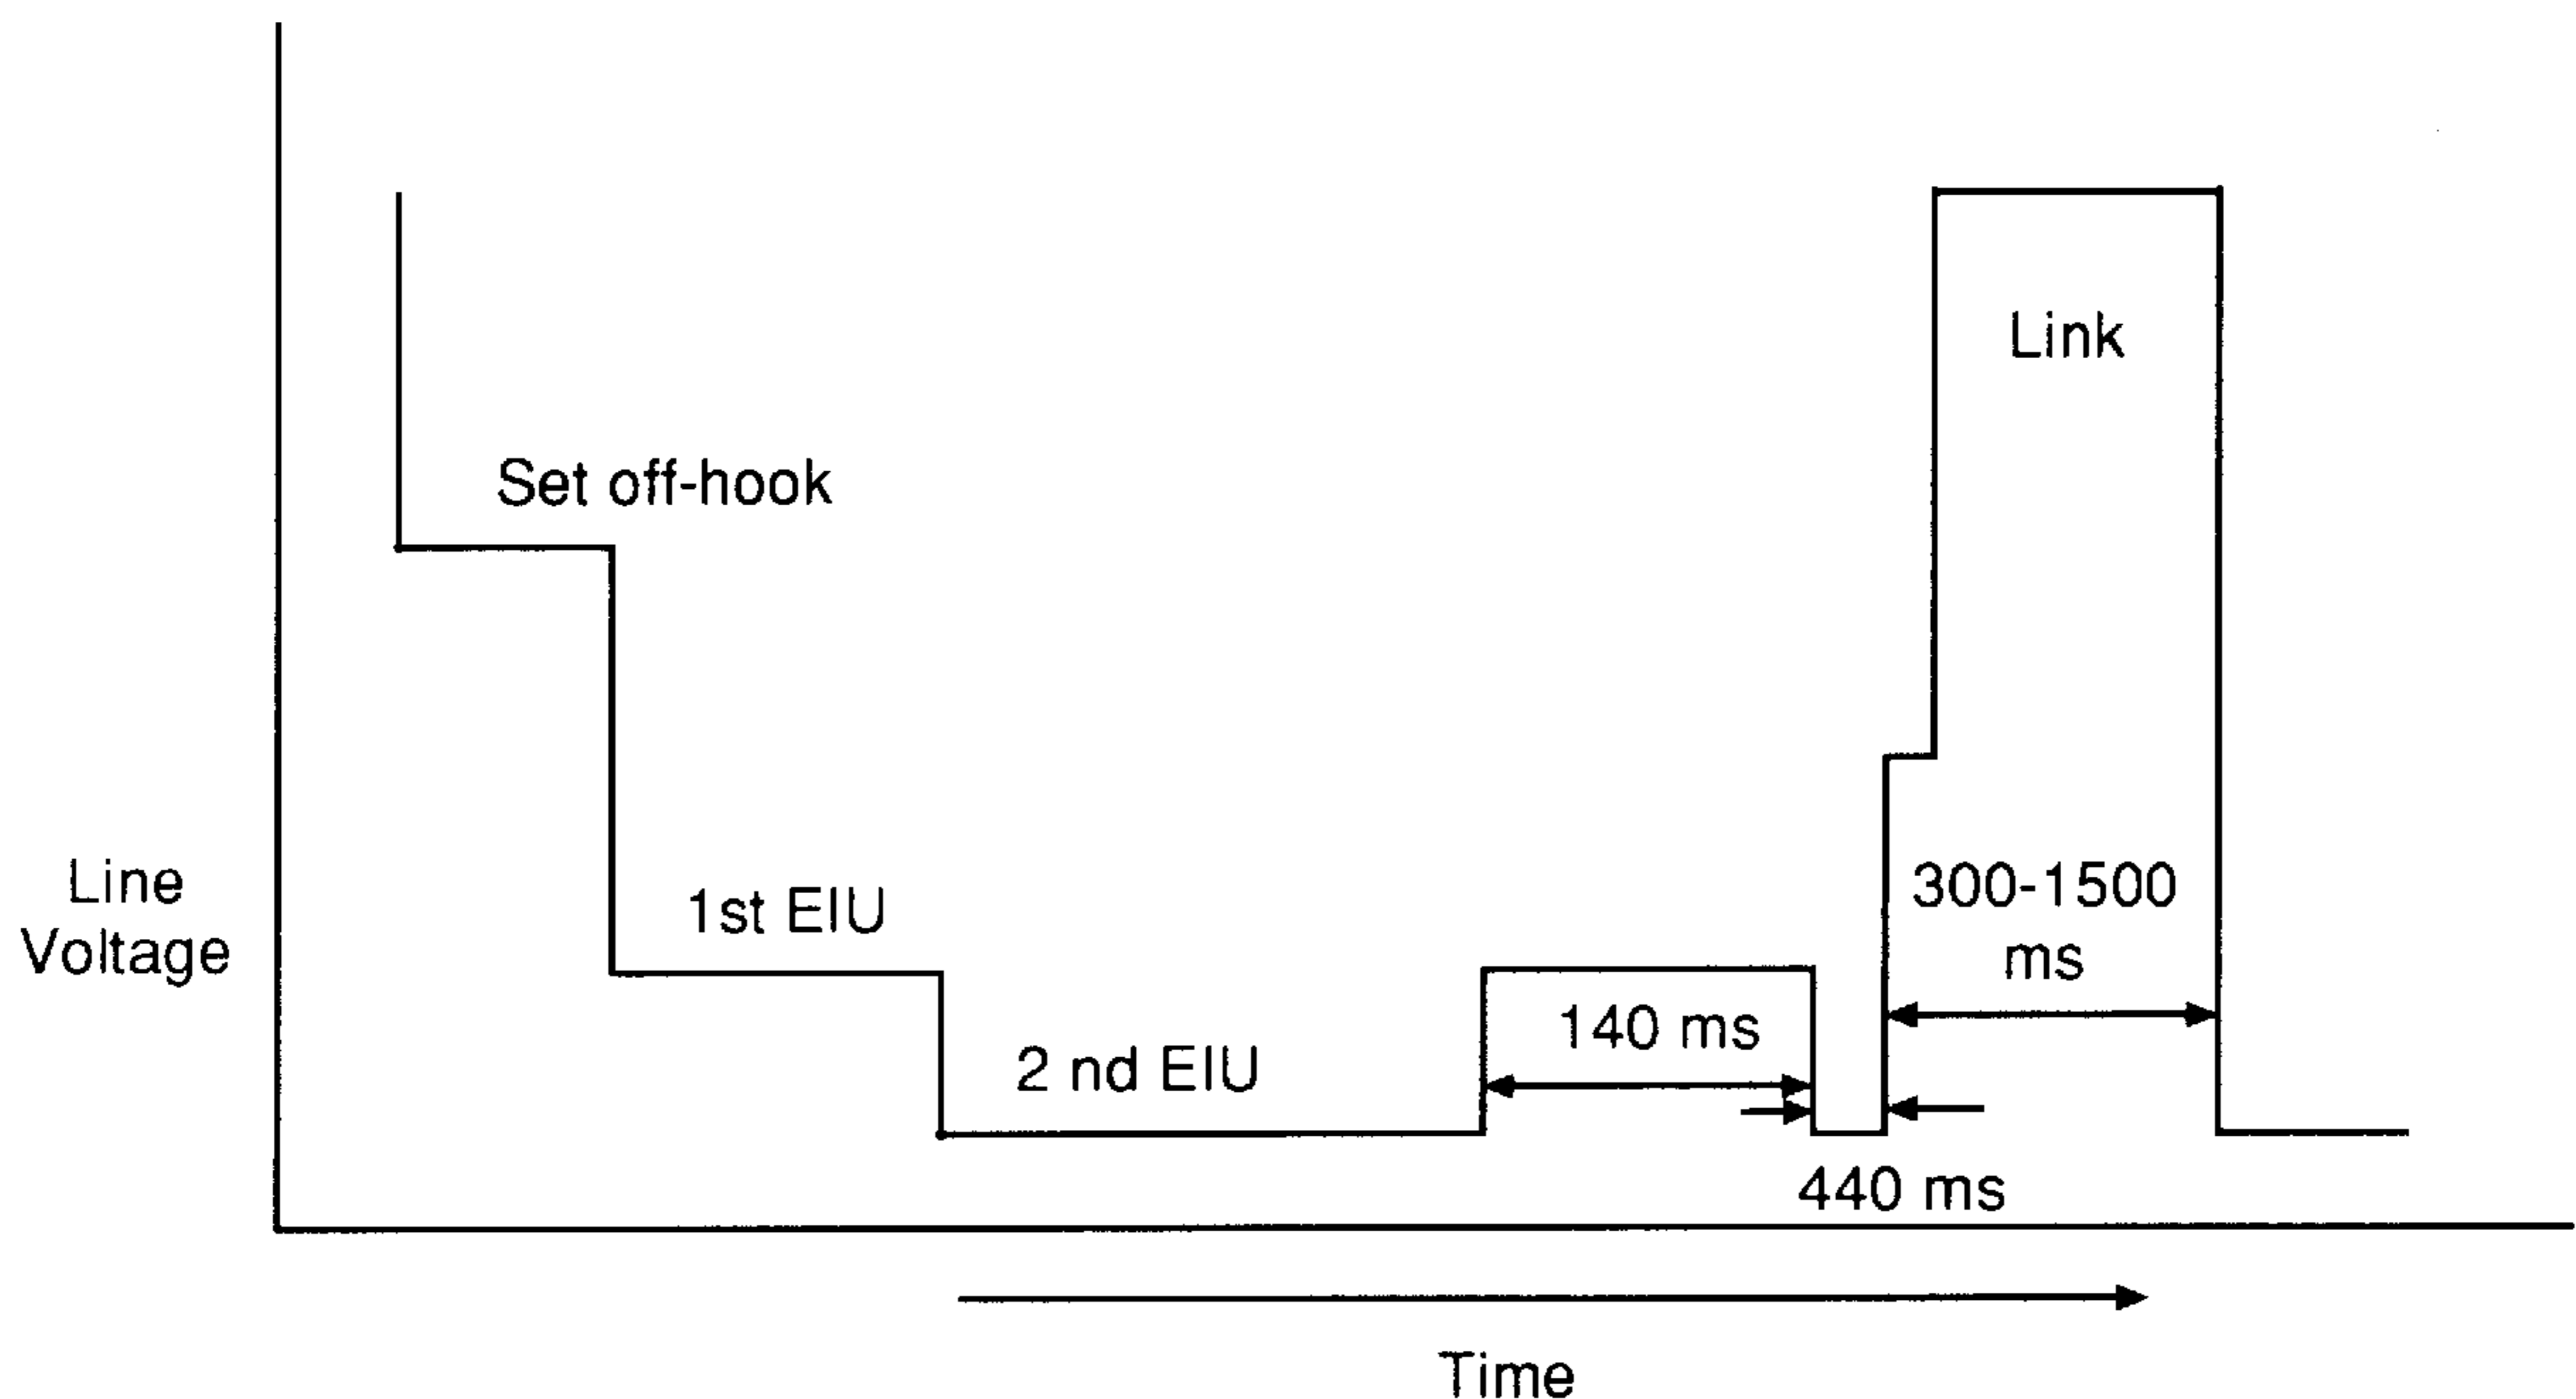 Link
Set off-hook
Line
Voltage
1st EIU
300-1500
ms
140 ms
2 nd EIU
440 ms
Time